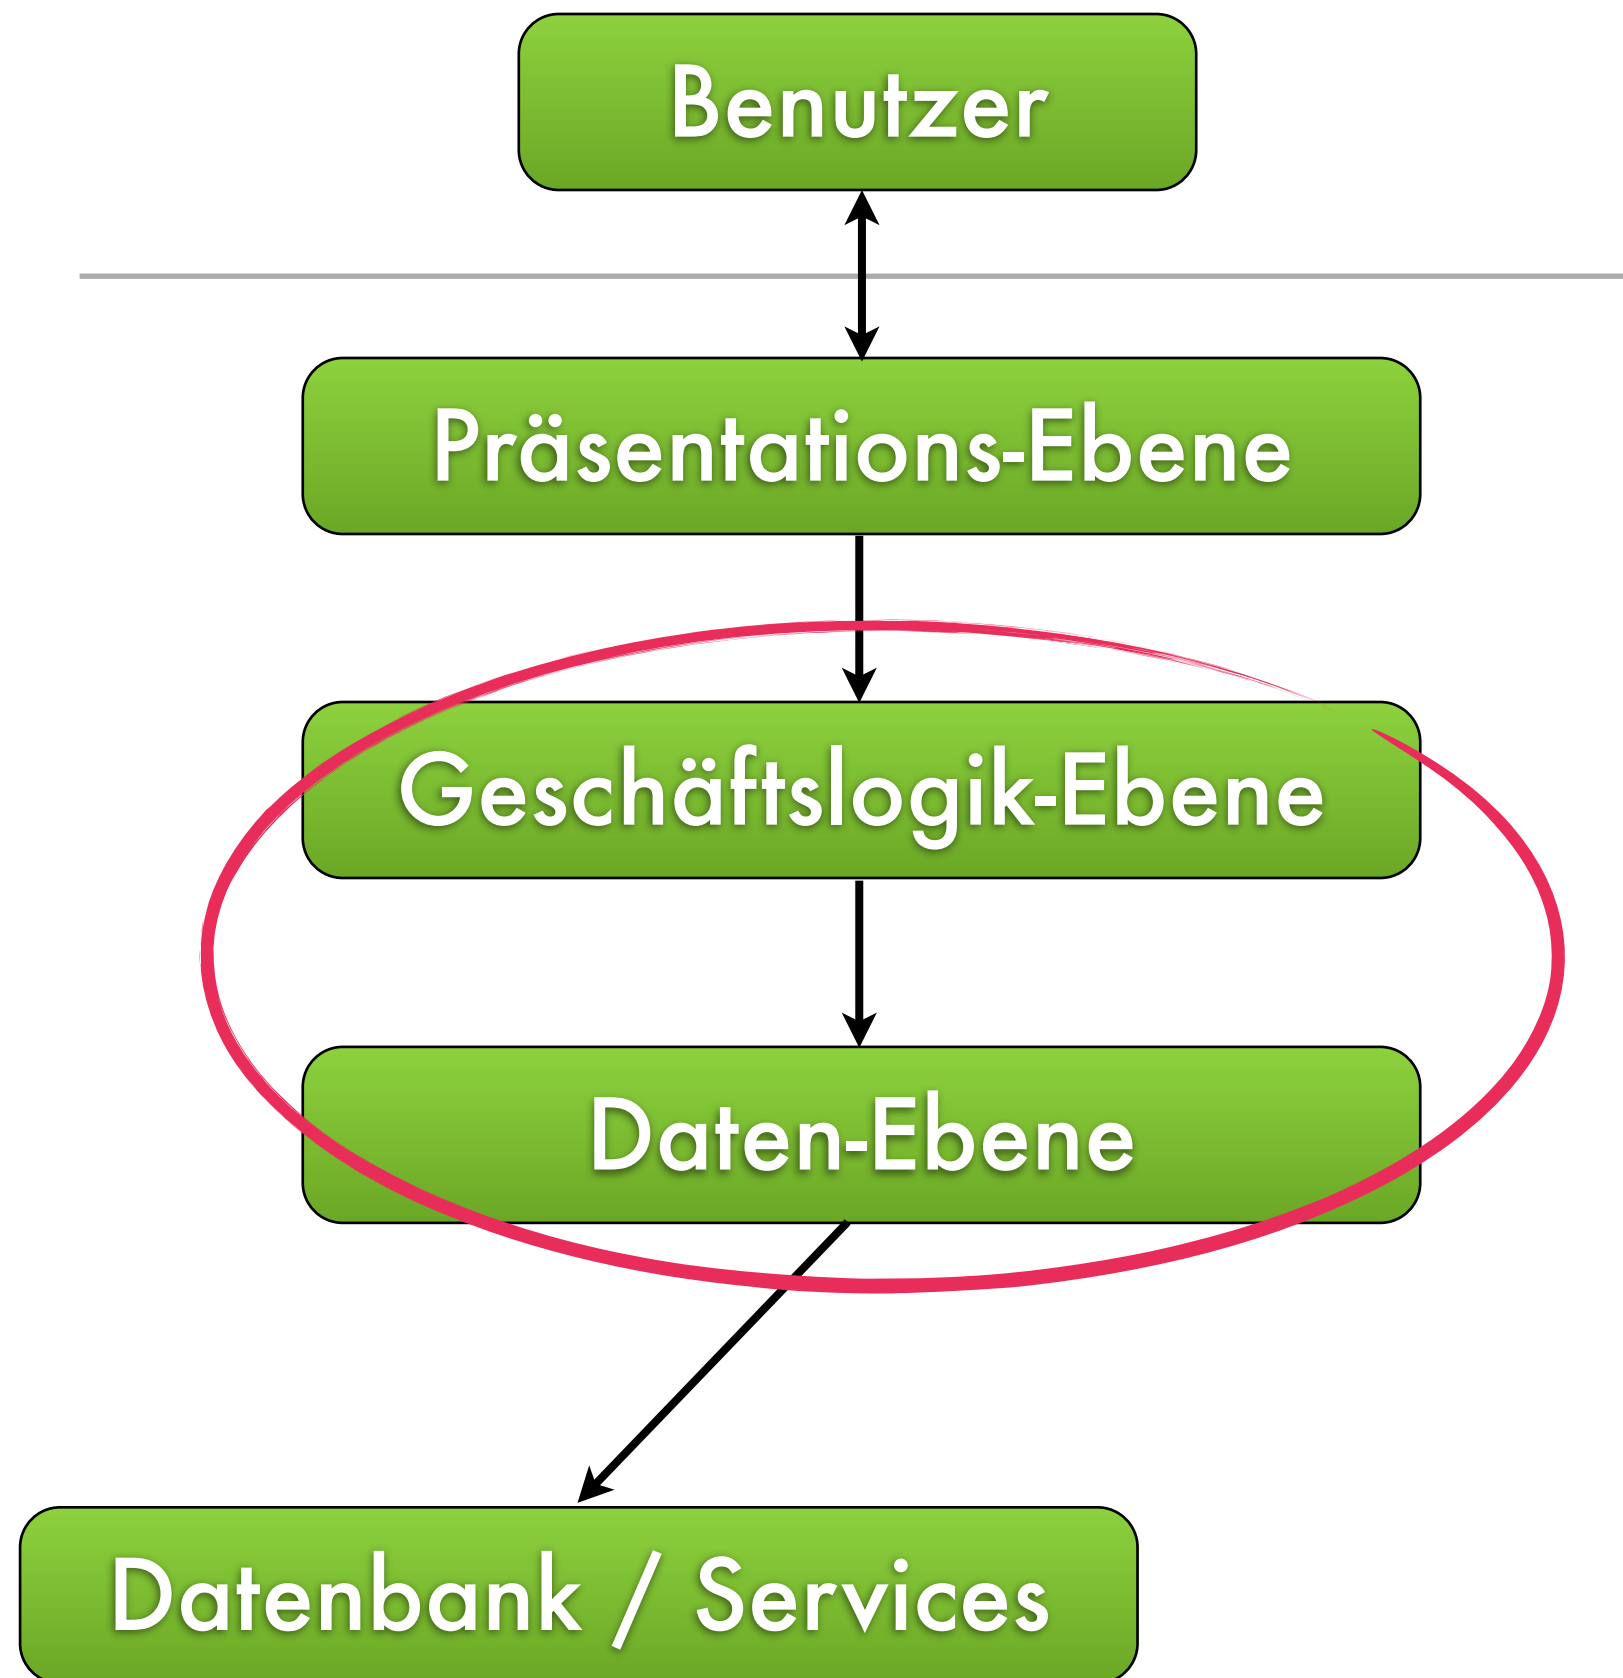 Benutzer
Präsentations-Ebene
Geschäftslogik-Ebene
Daten-Ebene
Datenbank / Services